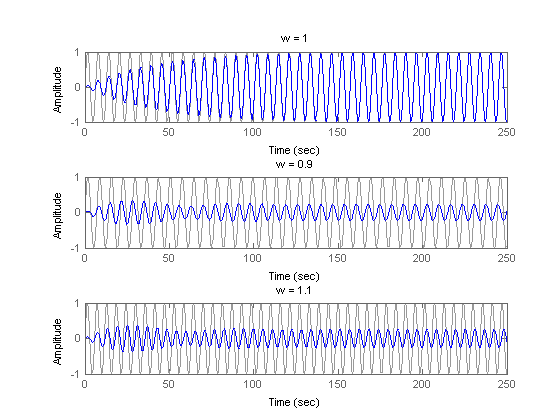 w = 1
1
0
-1
Amplitude
0 50 100 150 200 250
Time (sec)
w = 0.9
1
0
-1
Amplitude
0 50 100 150 200 250
Time (sec)
w = 1.1
1
0
-1
Amplitude
0 50 100 150 200 250
Time (sec)